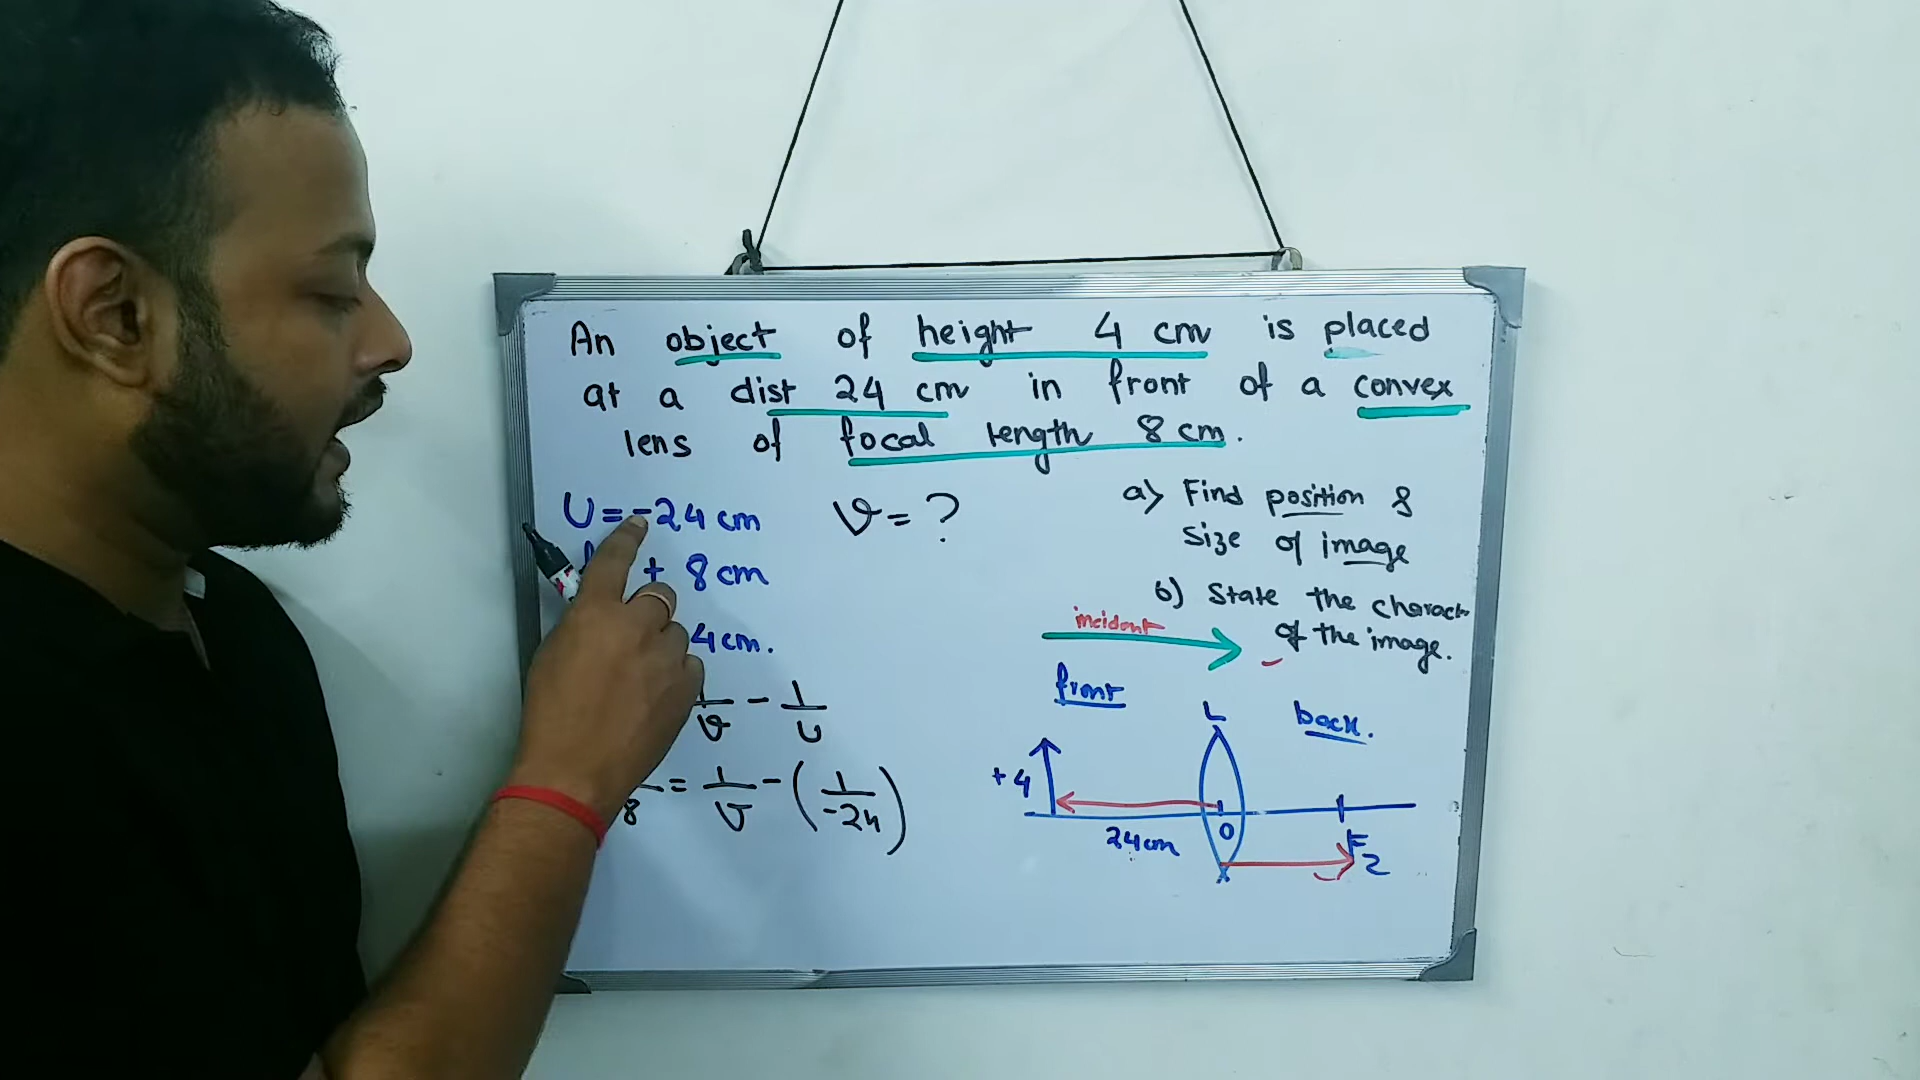 An object of height 4 cm is placed
at a dist 24 cm in front of a convex
lens of focal length 8 cm.
U = -24 cm
v = ?
+ 8 cm
4 cm.
1/v - 1/u
8 = 1/v - (1/-24)
a) Find position &
size of image
b) State the charact
of the image.
incident
front
L
back.
+4
24cm
O
F2